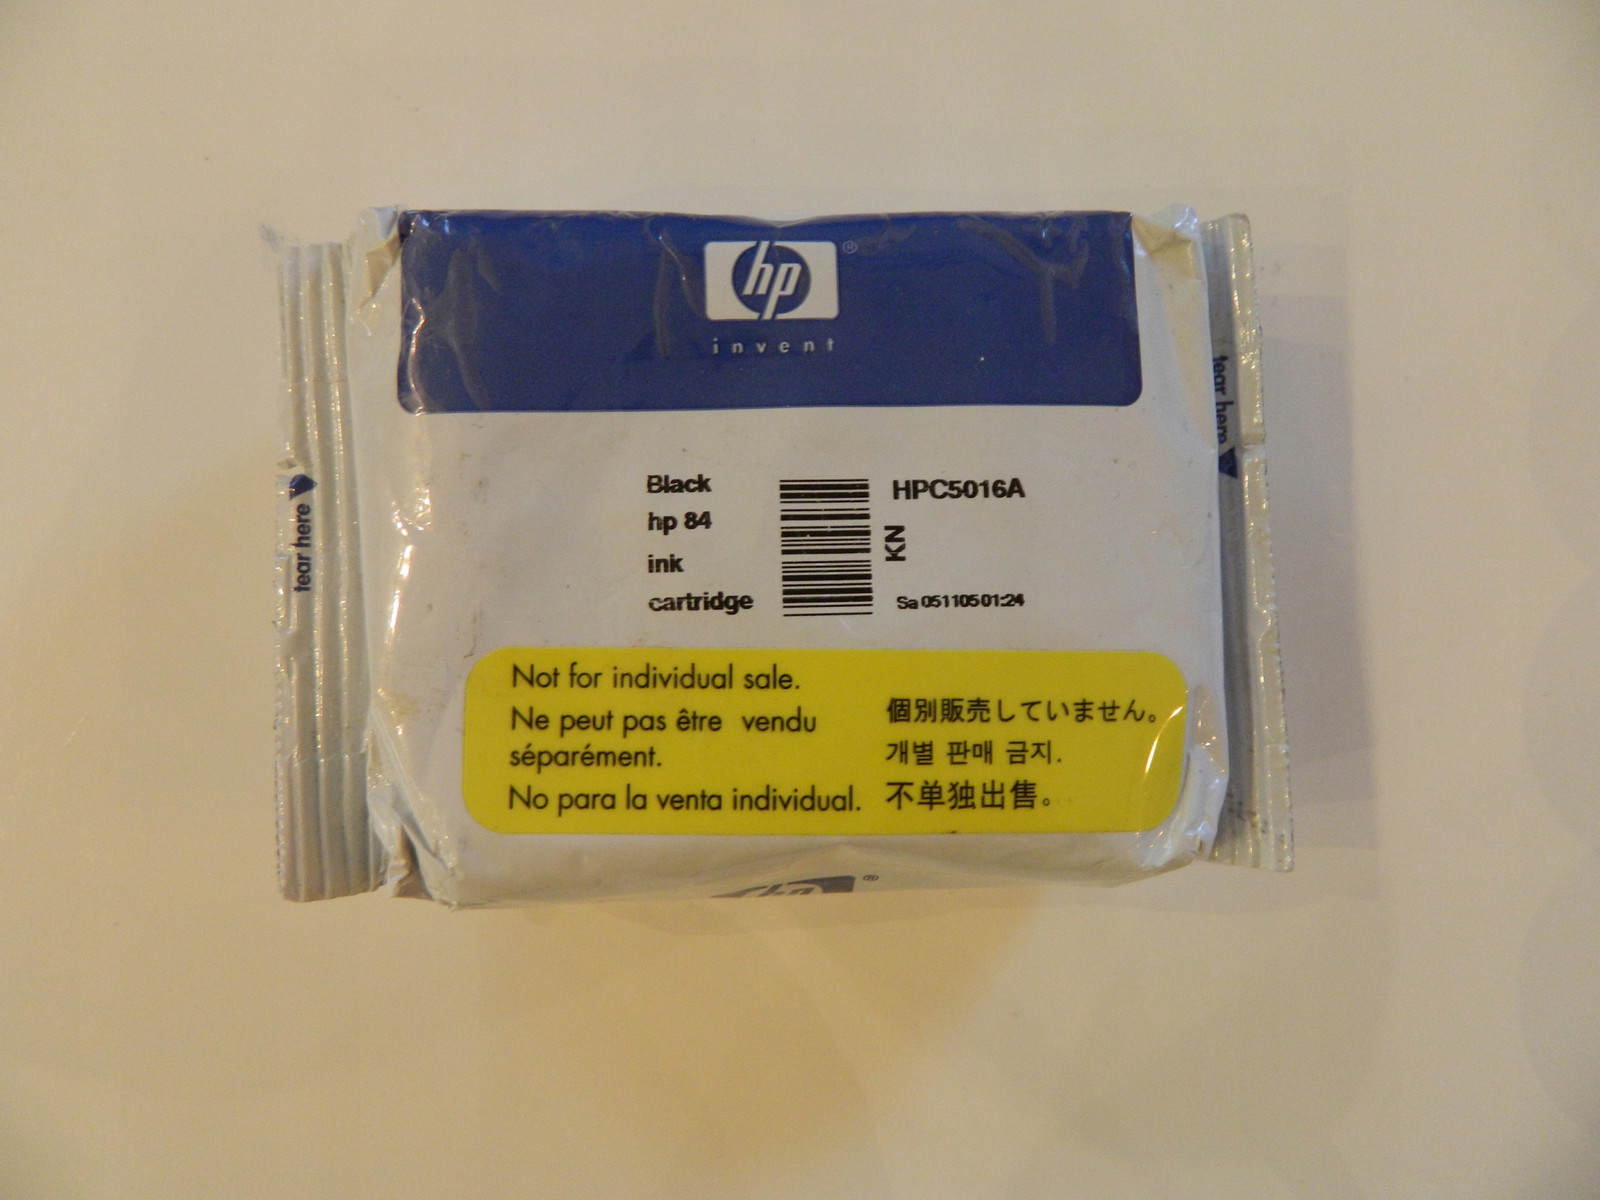 hp ®
invent
Black
hp 84
ink
cartridge
HPC5016A
KN
Sa 051105 01:24
tear here
tear here
Not for individual sale.
Ne peut pas être vendu
séparément.
No para la venta individual.
個別販売していません。
개별 판매 금지.
不单独出售。
hp ®